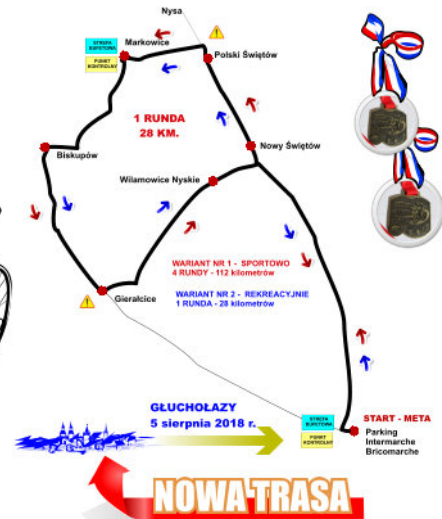 Nysa
Markowice
STREFA
BUFETOWA
PUNKT
KONTROLNY
Polski Świętów
1 RUNDA
28 KM.
Biskupów
Nowy Świętów
Wilamowice Nyskie
WARIANT NR 1 - SPORTOWO
4 RUNDY - 112 kilometrów
WARIANT NR 2 - REKREACYJNIE
1 RUNDA - 28 kilometrów
Gierałcice
GŁUCHOŁAZY
5 sierpnia 2018 r.
STREFA
BUFETOWA
PUNKT
KONTROLNY
START - META
Parking
Intermarche
Bricomarche
NOWA TRASA